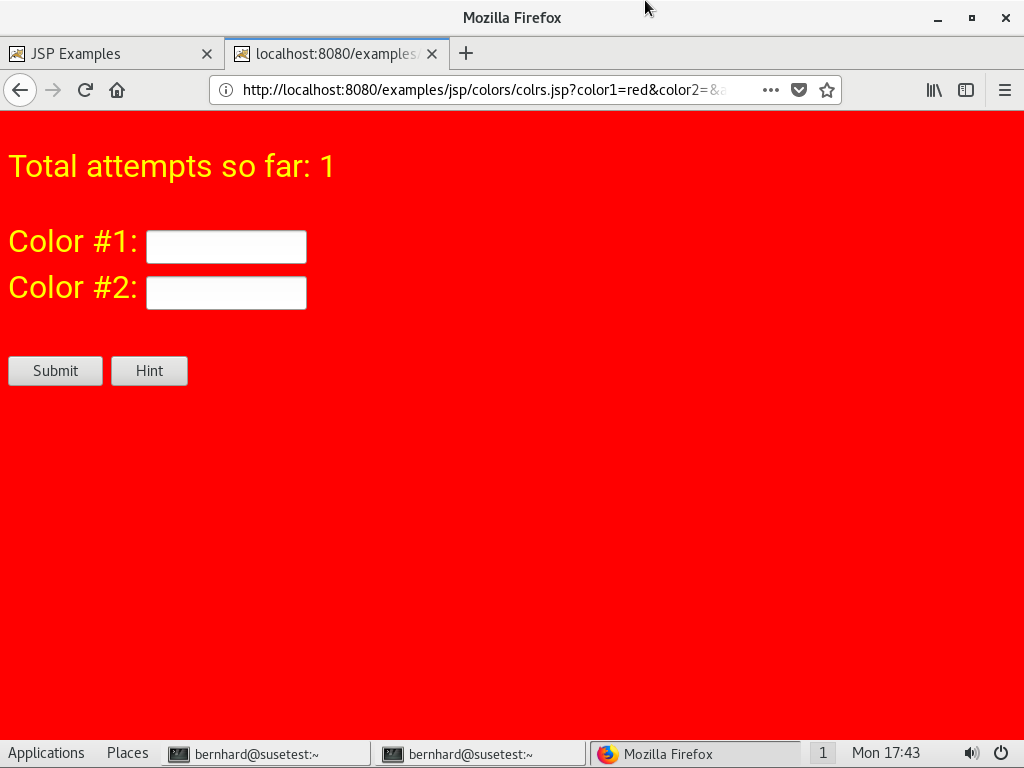 Mozilla Firefox
JSP Examples
localhost:8080/examples/
http://localhost:8080/examples/jsp/colors/colrs.jsp?color1=red&color2=&a
Total attempts so far: 1
Color #1:
Color #2:
Submit Hint
Applications Places bernhard@susetest:~ bernhard@susetest:~ Mozilla Firefox 1 Mon 17:43